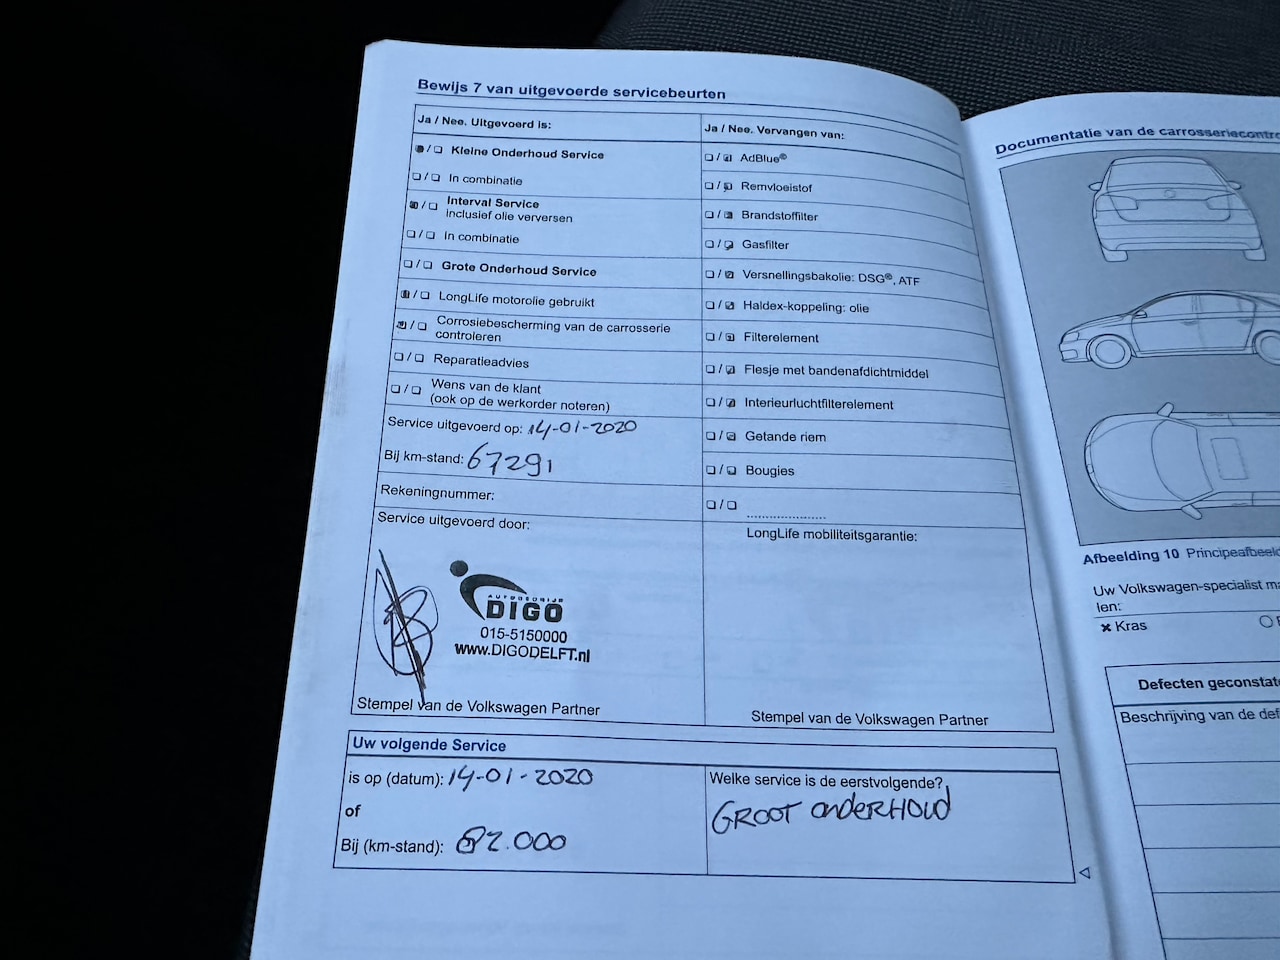 Bewijs 7 van uitgevoerde servicebeurten
Ja / Nee. Uitgevoerd is:
Kleine Onderhoud Service
In combinatie
Interval Service
Inclusief olie verversen
In combinatie
Grote Onderhoud Service
LongLife motorolie gebruikt
Corrosiebescherming van de carrosserie
controleren
Reparatieadvies
Wens van de klant
(ook op de werkorder noteren)
Service uitgevoerd op: 14-01-2020
Bij km-stand: 67291
Rekeningnummer:
Service uitgevoerd door:
AUTOBEDRIJF
DIGO
015-5150000
www.DIGODELFT.nl
Stempel van de Volkswagen Partner
Ja / Nee. Vervangen van:
AdBlue®
Remvloeistof
Brandstoffilter
Gasfilter
Versnellingsbakolie: DSG®, ATF
Haldex-koppeling: olie
Filterelement
Flesje met bandenafdichtmiddel
Interieurluchtfilterelement
Getande riem
Bougies
LongLife mobiliteitsgarantie:
Stempel van de Volkswagen Partner
Uw volgende Service
is op (datum): 14-01-2020
of
Bij (km-stand): 82.000
Welke service is de eerstvolgende?
GROOT ONDERHOUD
Documentatie van de carrosseriecontro
Afbeelding 10 Principeafbeeld
Uw Volkswagen-specialist ma
len:
Kras
Defecten geconstate
Beschrijving van de def